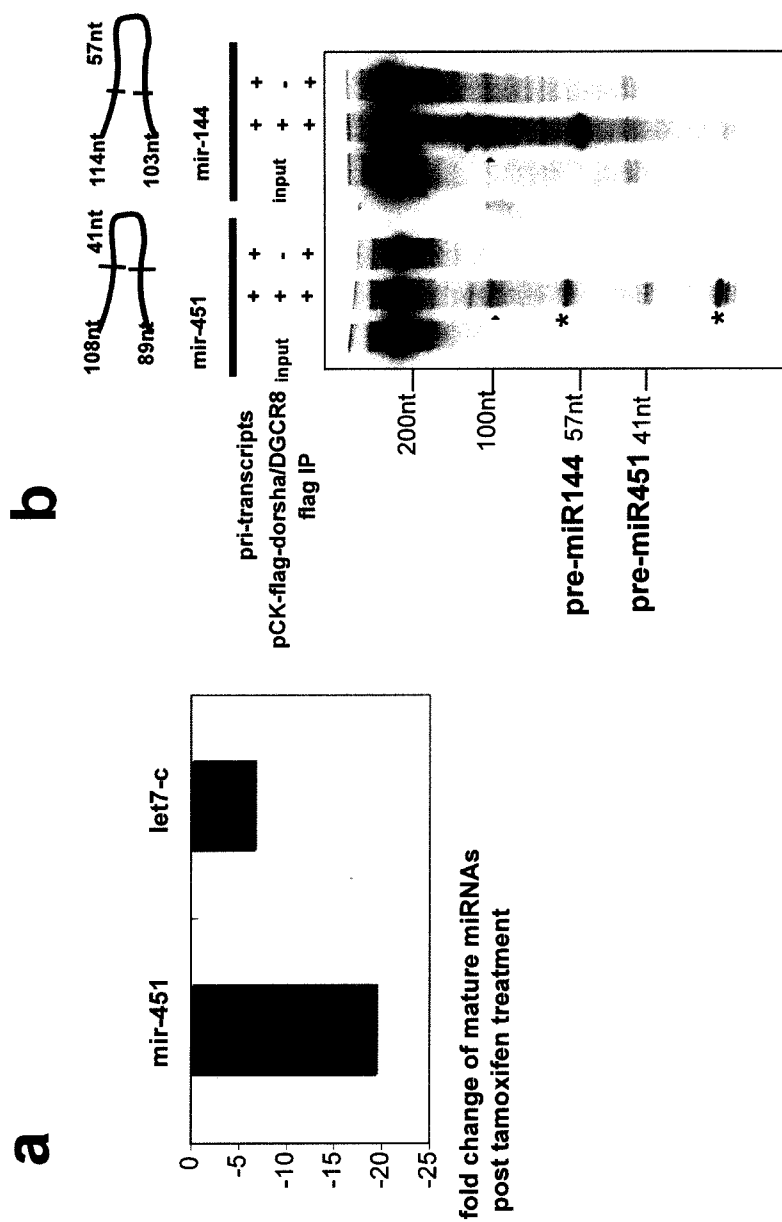 a
mir-451
let7-c
0
-5
-10
-15
-20
-25
fold change of mature miRNAs
post tamoxifen treatment
b
108nt
41nt
89nt
114nt
57nt
103nt
mir-451
mir-144
pri-transcripts + + + +
pCK-flag-dorsha/DGCR8 input + - input + -
flag IP + + + +
200nt
100nt
pre-miR144 57nt
pre-miR451 41nt
*
*